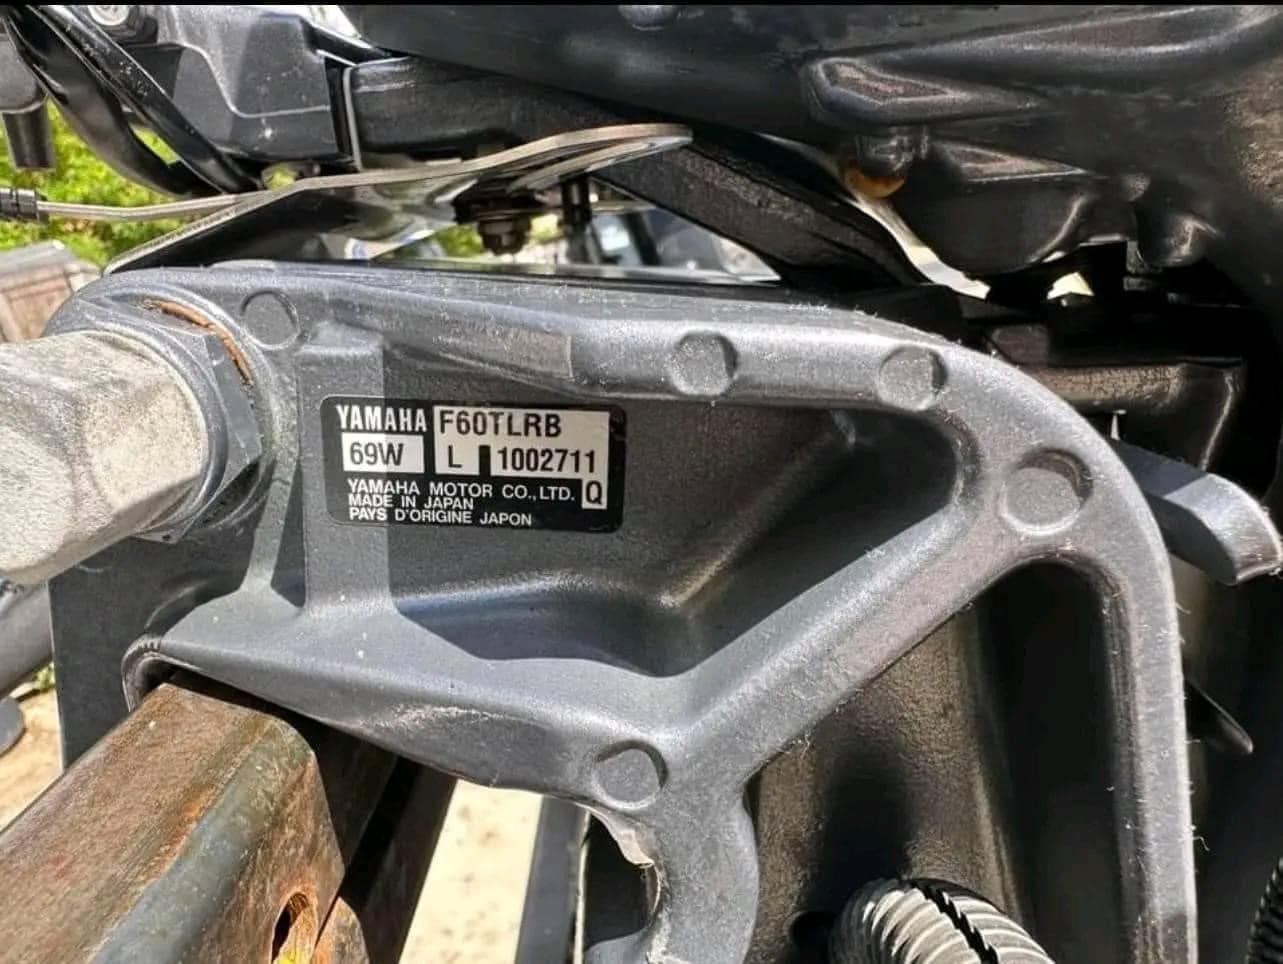 YAMAHA F60TLRB
69W L 1002711
YAMAHA MOTOR CO., LTD. Q
MADE IN JAPAN
PAYS D'ORIGINE JAPON